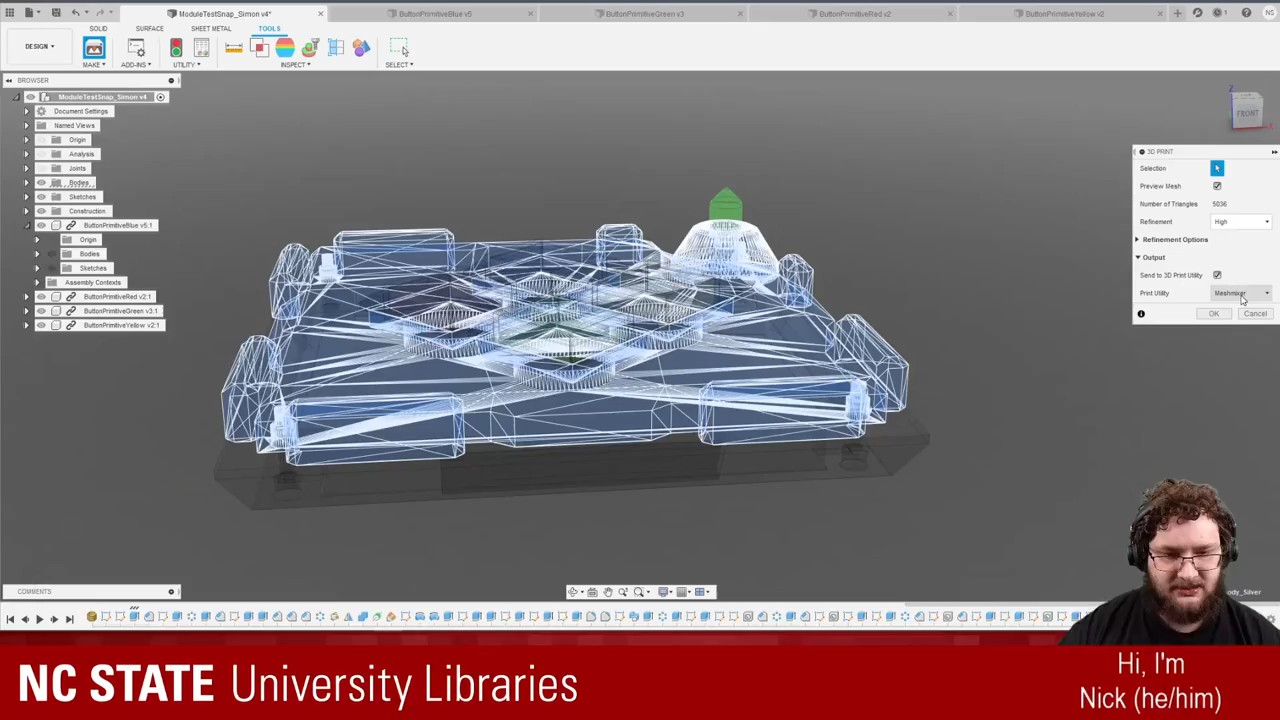 ModuleTestSnap_Simon v4*
ButtonPrimitiveBlue v5
ButtonPrimitiveGreen v3
ButtonPrimitiveRed v2
ButtonPrimitiveYellow v2
1
NS
SOLID
SURFACE
SHEET METAL
TOOLS
DESIGN
MAKE
ADD-INS
UTILITY
INSPECT
SELECT
BROWSER
ModuleTestSnap_Simon v4
Document Settings
Named Views
Origin
Analysis
Joints
Bodies
Sketches
Construction
ButtonPrimitiveBlue v5:1
Origin
Bodies
Sketches
Assembly Contexts
ButtonPrimitiveRed v2:1
ButtonPrimitiveGreen v3:1
ButtonPrimitiveYellow v2:1
Z
FRONT
X
3D PRINT
Selection
Preview Mesh
Number of Triangles 5036
Refinement High
Refinement Options
Output
Send to 3D Print Utility
Print Utility Meshmixer
OK Cancel
COMMENTS
ody_Silver
NC STATE University Libraries
Hi, I'm
Nick (he/him)